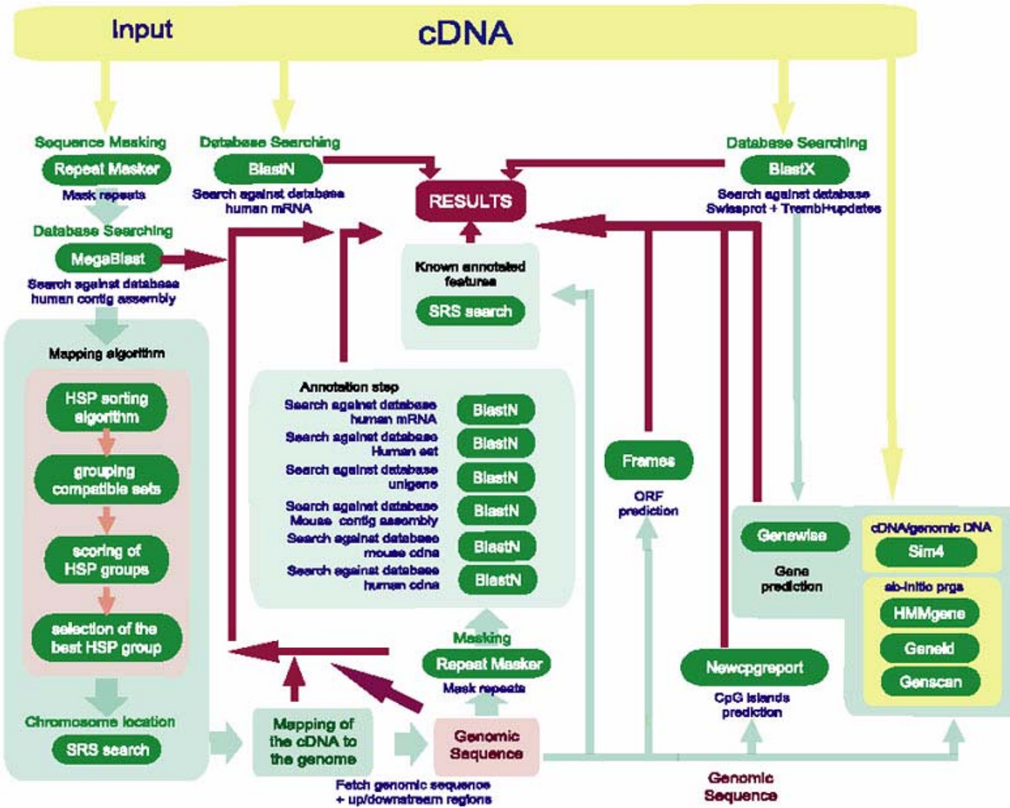 Input
cDNA
Sequence Masking
Repeat Masker
Mask repeats
Database Searching
MegaBlast
Search against database
human contig assembly
Database Searching
BlastN
Search against database
human mRNA
RESULTS
Database Searching
BlastX
Search against database
Swissprot + Trembl+updates
Known annotated
features
SRS search
Mapping algorithm
HSP sorting
algorithm
grouping
compatible sets
scoring of
HSP groups
selection of the
best HSP group
Chromosome location
SRS search
Annotation step
Search against database
human mRNA
BlastN
Search against database
Human est
BlastN
Search against database
unigene
BlastN
Search against database
Mouse contig assembly
BlastN
Search against database
mouse cdna
BlastN
Search against database
human cdna
BlastN
Masking
Repeat Masker
Mask repeats
Mapping of
the cDNA to
the genome
Genomic
Sequence
Fetch genomic sequence
+ up/downstream regions
Frames
ORF
prediction
Genewise
Gene
prediction
cDNA/genomic DNA
Sim4
ab-initio prgs
HMMgene
GeneId
Genscan
Newcpgreport
CpG islands
prediction
Genomic
Sequence